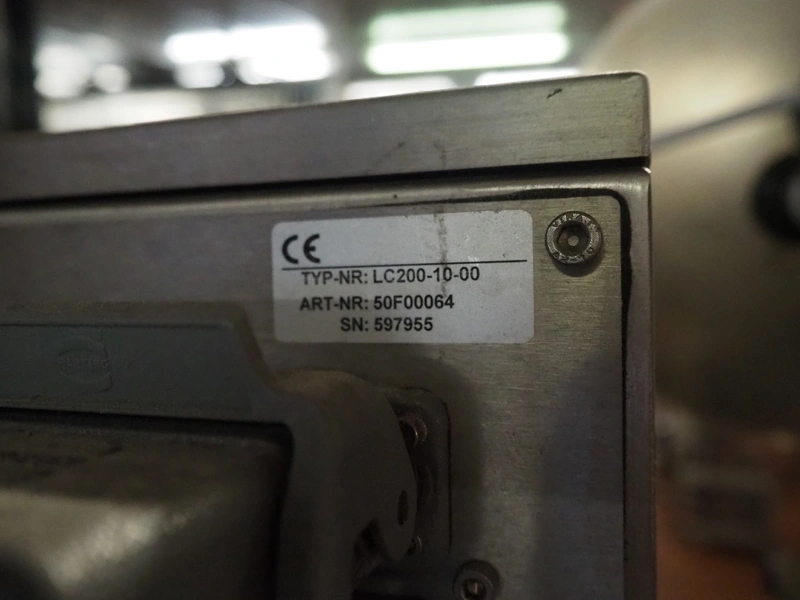 CE
TYP-NR: LC200-10-00
ART-NR: 50F00064
SN: 597955